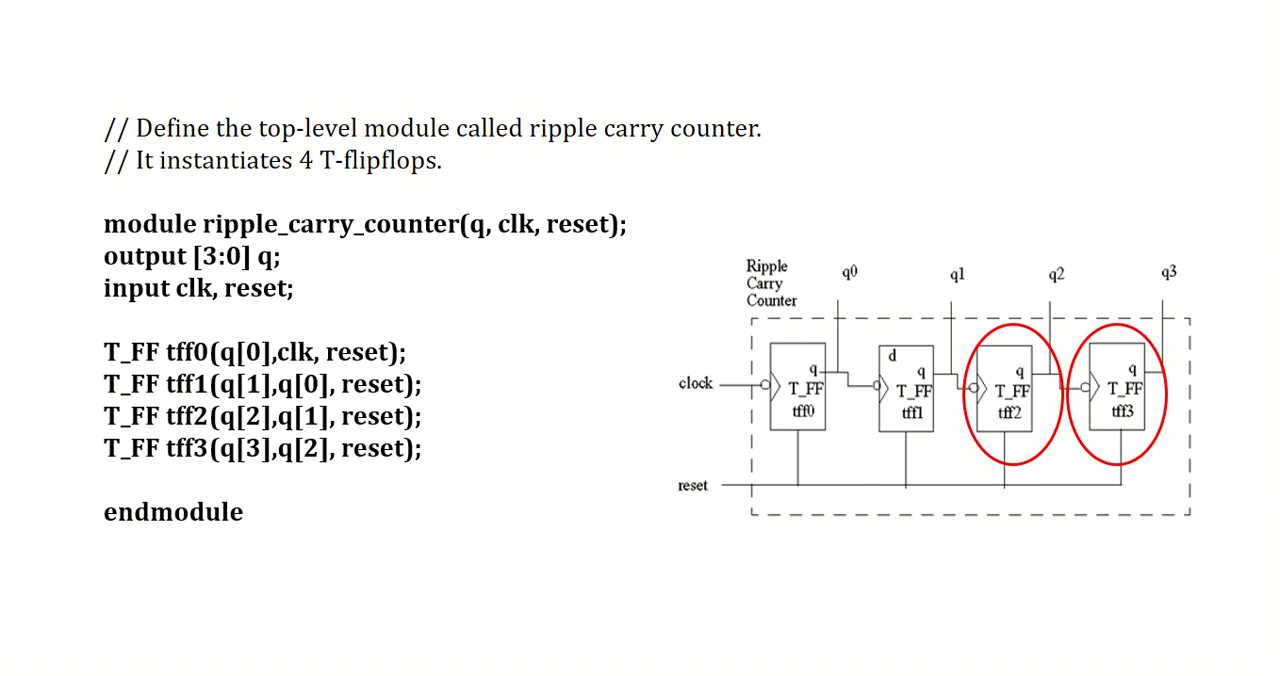 // Define the top-level module called ripple carry counter.
// It instantiates 4 T-flipflops.
module ripple_carry_counter(q, clk, reset);
output [3:0] q;
input clk, reset;
T_FF tff0(q[0],clk, reset);
T_FF tff1(q[1],q[0], reset);
T_FF tff2(q[2],q[1], reset);
T_FF tff3(q[3],q[2], reset);
endmodule
Ripple
Carry
Counter
q0
q1
q2
q3
clock
q
T_FF
tff0
d
q
T_FF
tff1
q
T_FF
tff2
q
T_FF
tff3
reset